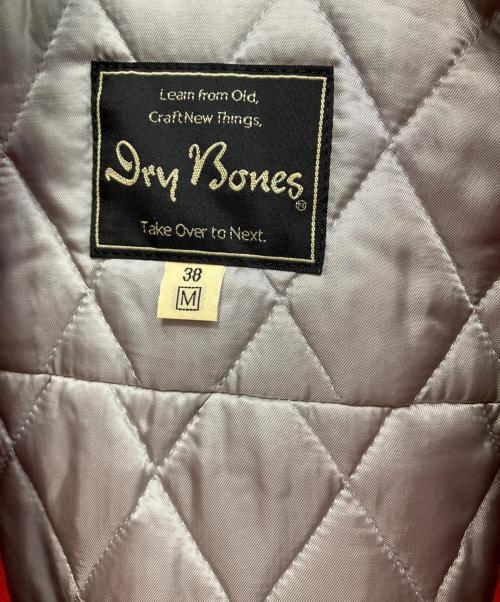 Learn from Old,
Craft New Things,
Dry Bones ®
Take Over to Next.
38
M